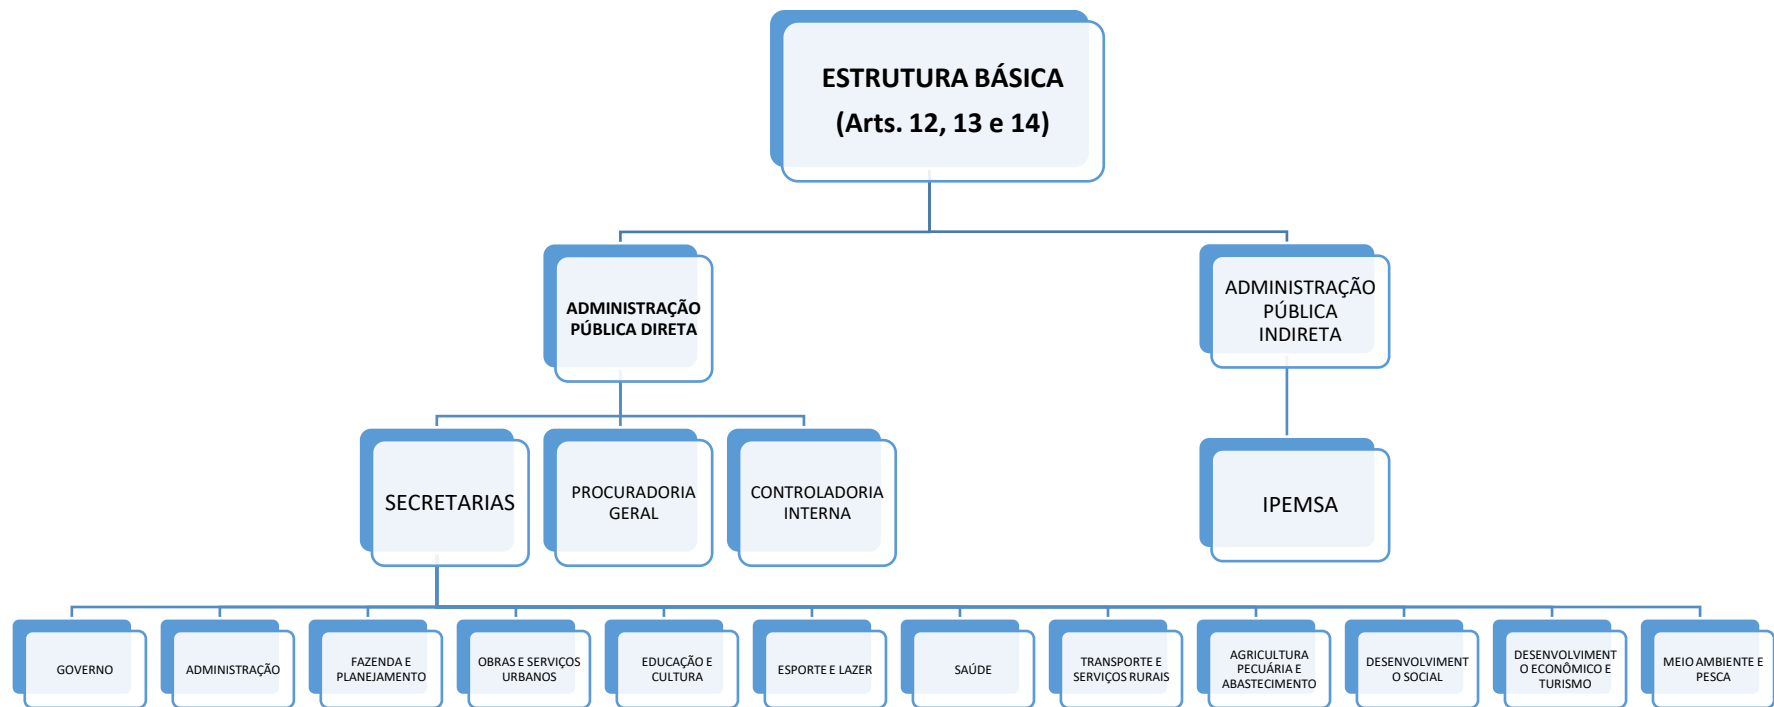 ESTRUTURA BÁSICA
(Arts. 12, 13 e 14)
ADMINISTRAÇÃO
PÚBLICA DIRETA
ADMINISTRAÇÃO
PÚBLICA
INDIRETA
SECRETARIAS
PROCURADORIA
GERAL
CONTROLADORIA
INTERNA
IPEMSA
GOVERNO
ADMINISTRAÇÃO
FAZENDA E
PLANEJAMENTO
OBRAS E SERVIÇOS
URBANOS
EDUCAÇÃO E
CULTURA
ESPORTE E LAZER
SAÚDE
TRANSPORTE E
SERVIÇOS RURAIS
AGRICULTURA
PECUÁRIA E
ABASTECIMENTO
DESENVOLVIMENT
O SOCIAL
DESENVOLVIMENT
O ECONÔMICO E
TURISMO
MEIO AMBIENTE E
PESCA